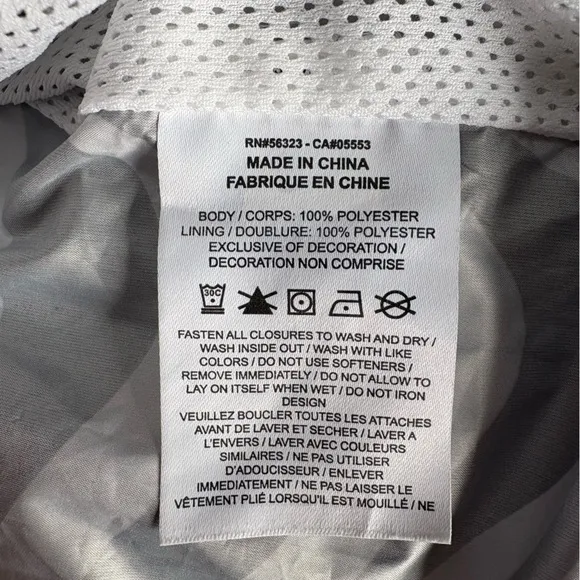 RN#56323 - CA#05553
MADE IN CHINA
FABRIQUE EN CHINE
BODY / CORPS: 100% POLYESTER
LINING / DOUBLURE: 100% POLYESTER
EXCLUSIVE OF DECORATION /
DECORATION NON COMPRISE
30C
FASTEN ALL CLOSURES TO WASH AND DRY /
WASH INSIDE OUT / WASH WITH LIKE
COLORS / DO NOT USE SOFTENERS /
REMOVE IMMEDIATELY / DO NOT ALLOW TO
LAY ON ITSELF WHEN WET / DO NOT IRON
DESIGN
VEUILLEZ BOUCLER TOUTES LES ATTACHES
AVANT DE LAVER ET SECHER / LAVER A
L'ENVERS / LAVER AVEC COULEURS
SIMILAIRES / NE PAS UTILISER
D'ADOUCISSEUR / ENLEVER
IMMEDIATEMENT / NE PAS LAISSER LE
VÊTEMENT PLIÉ LORSQU'IL EST MOUILLÉ / NE